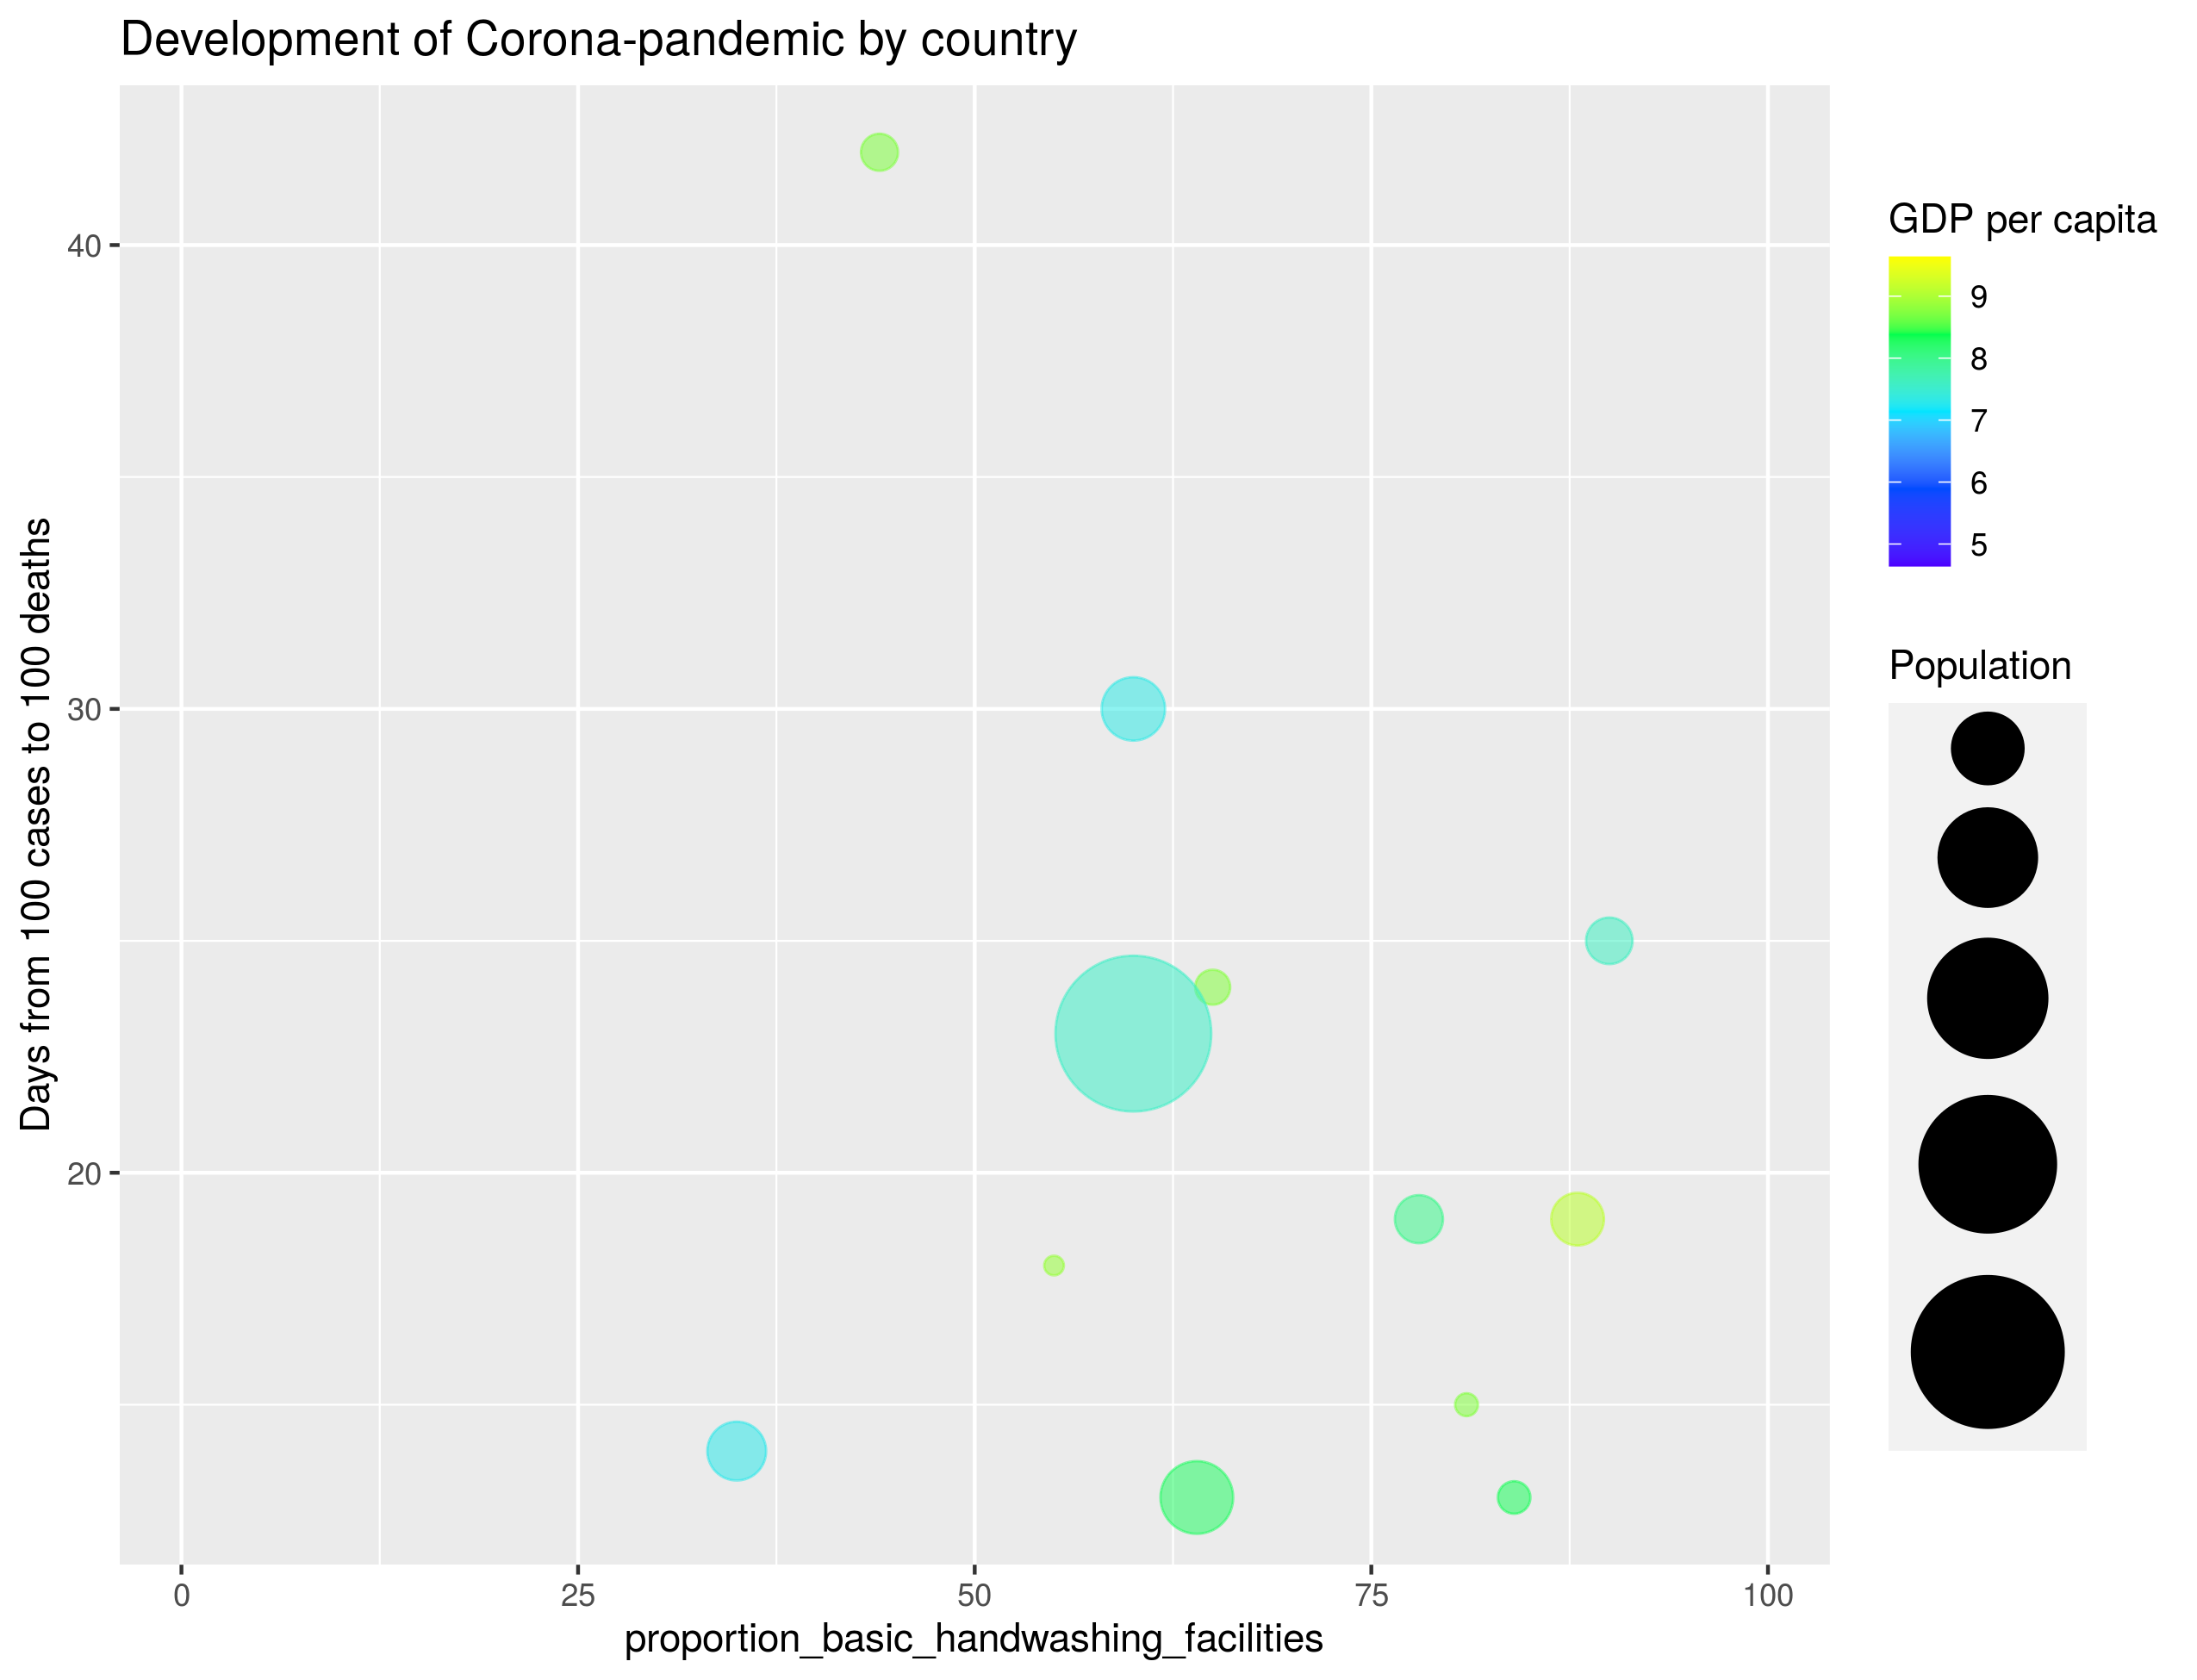 Development of Corona-pandemic by country
Days from 100 cases to 100 deaths
40
30
20
0
25
50
75
100
proportion_basic_handwashing_facilities
GDP per capita
9
8
7
6
5
Population